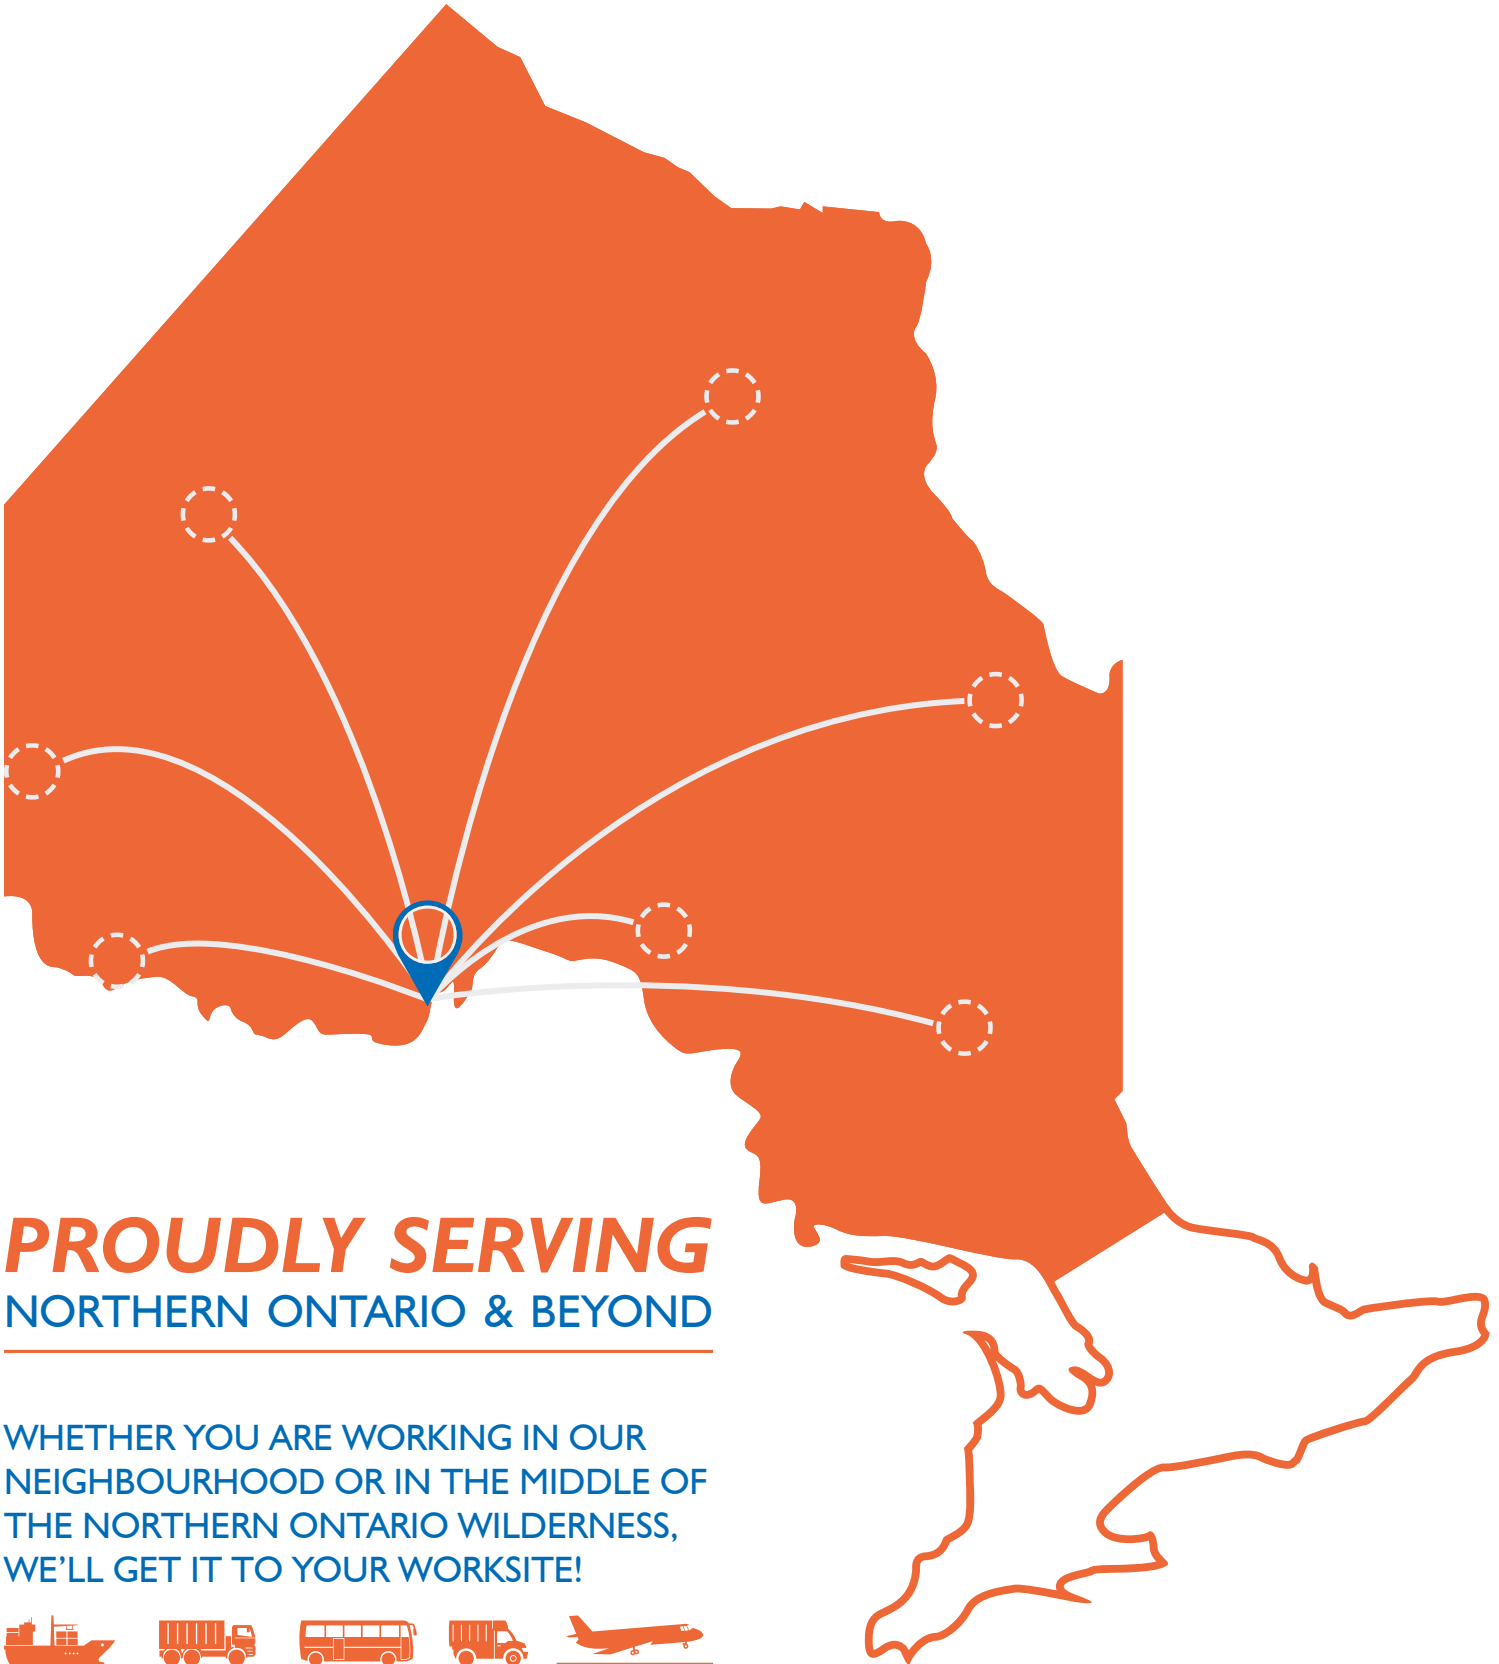 PROUDLY SERVING
NORTHERN ONTARIO & BEYOND
WHETHER YOU ARE WORKING IN OUR
NEIGHBOURHOOD OR IN THE MIDDLE OF
THE NORTHERN ONTARIO WILDERNESS,
WE’LL GET IT TO YOUR WORKSITE!